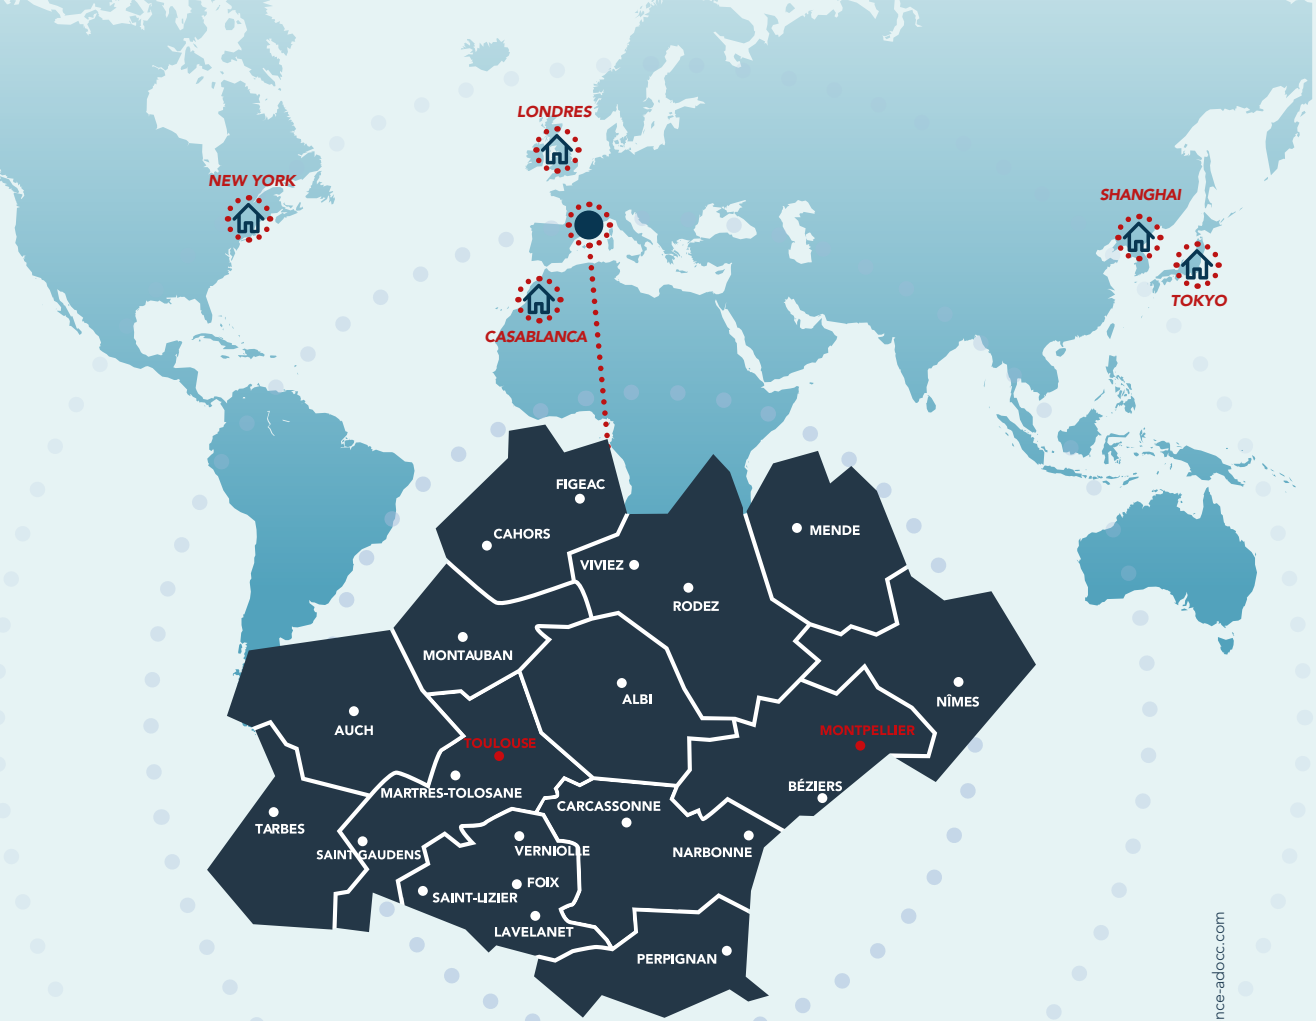 LONDRES
NEW YORK
SHANGHAI
TOKYO
CASABLANCA
FIGEAC
CAHORS
MENDE
VIVIEZ
RODEZ
MONTAUBAN
ALBI
NÎMES
AUCH
MONTPELLIER
TOULOUSE
BÉZIERS
MARTRES-TOLOSANE
CARCASSONNE
TARBES
SAINT-GAUDENS
VERNIOLLE
NARBONNE
FOIX
SAINT-LIZIER
LAVELANET
PERPIGNAN
nce-adocc.com